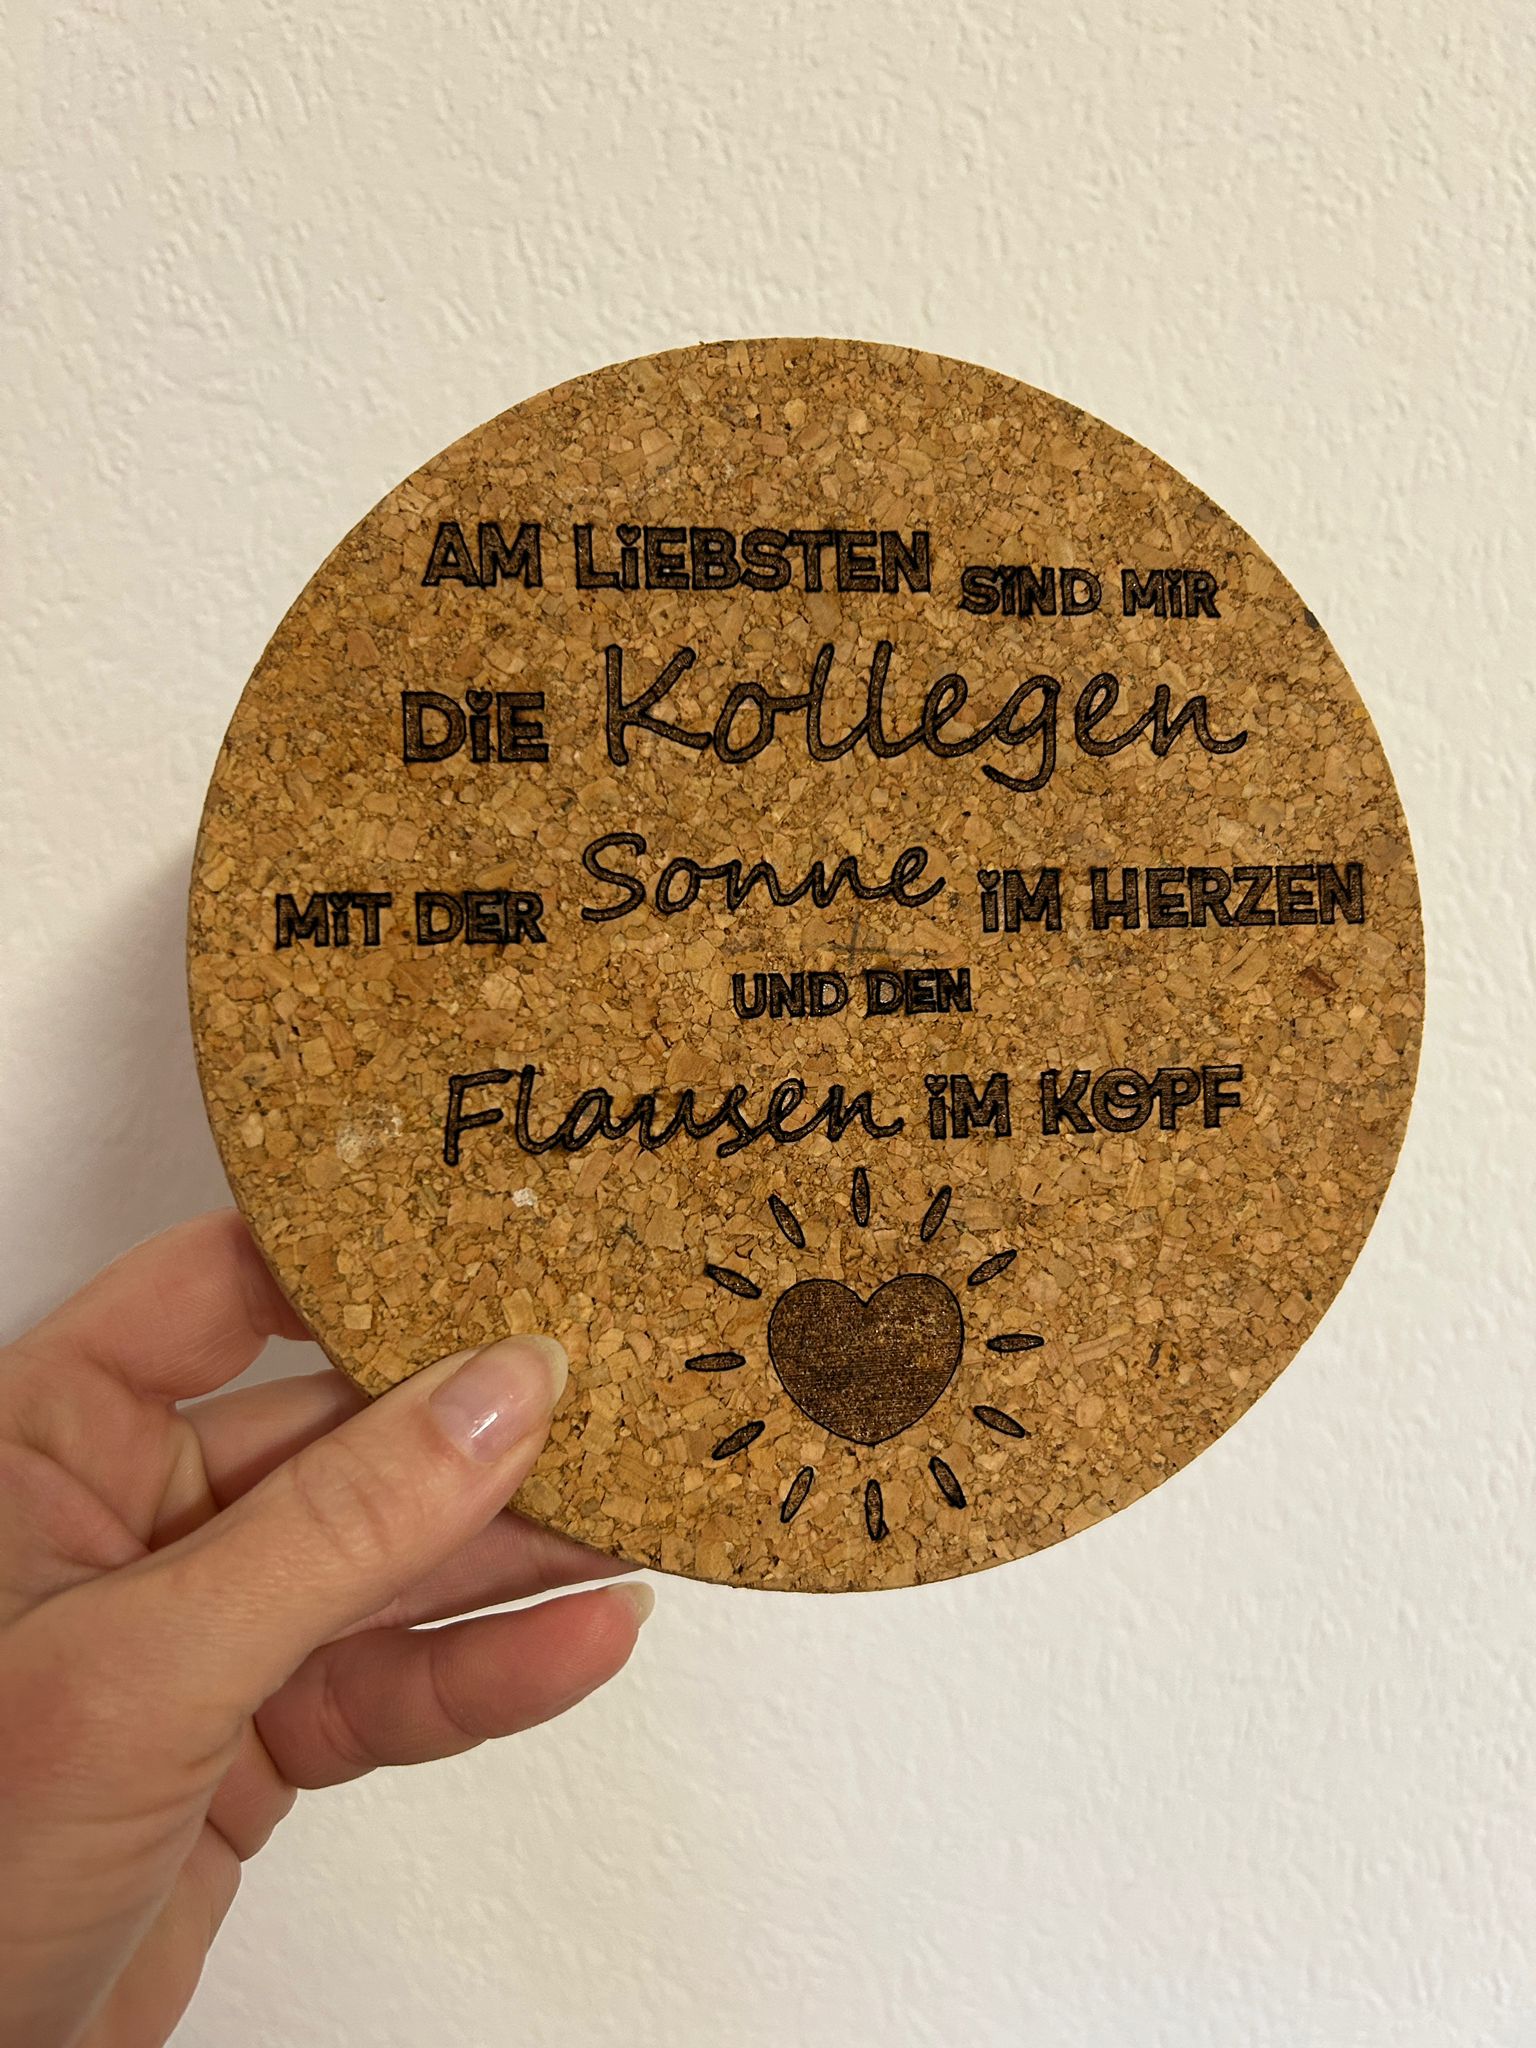 AM LiEBSTEN SiND MiR
DiE Kollegen
MiT DER Sonne iM HERZEN
UND DEN
Flausen iM KOPF